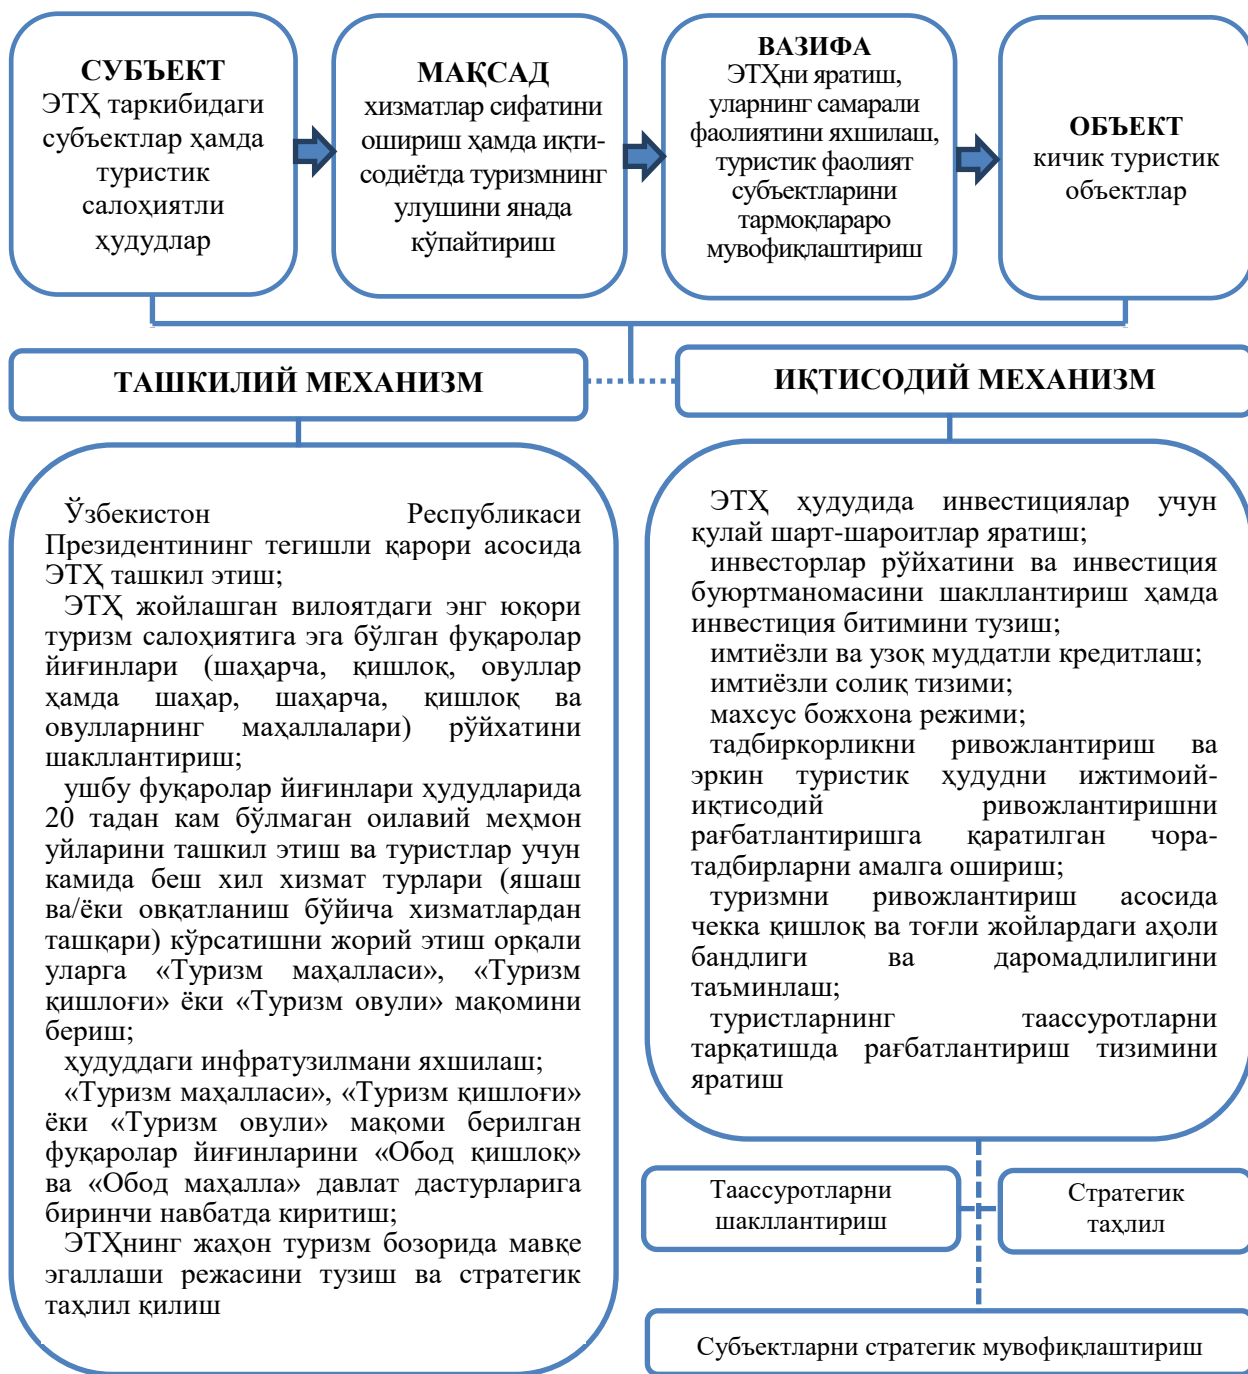 СУБЪЕКТ
ЭТҲ таркибидаги
субъектлар ҳамда
туристик
салоҳиятли
ҳудудлар
МАҚСАД
хизматлар сифатини
ошириш ҳамда иқти-
содиётда туризмнинг
улушини янада
кўпайтириш
ВАЗИФА
ЭТҲни яратиш,
уларнинг самарали
фаолиятини яхшилаш,
туристик фаолият
субъектларини
тармоқлараро
мувофиқлаштириш
ОБЪЕКТ
кичик туристик
объектлар
ТАШКИЛИЙ МЕХАНИЗМ
ИҚТИСОДИЙ МЕХАНИЗМ
Ўзбекистон Республикаси
Президентининг тегишли қарори асосида
ЭТҲ ташкил этиш;
ЭТҲ жойлашган вилоятдаги энг юқори
туризм салоҳиятига эга бўлган фуқаролар
йиғинлари (шаҳарча, қишлоқ, овуллар
ҳамда шаҳар, шаҳарча, қишлоқ ва
овулларнинг маҳаллалари) рўйхатини
шакллантириш;
ушбу фуқаролар йиғинлари ҳудудларида
20 тадан кам бўлмаган оилавий меҳмон
уйларини ташкил этиш ва туристлар учун
камида беш хил хизмат турлари (яшаш
ва/ёки овқатланиш бўйича хизматлардан
ташқари) кўрсатишни жорий этиш орқали
уларга «Туризм маҳалласи», «Туризм
қишлоғи» ёки «Туризм овули» мақомини
бериш;
ҳудуддаги инфратузилмани яхшилаш;
«Туризм маҳалласи», «Туризм қишлоғи»
ёки «Туризм овули» мақоми берилган
фуқаролар йиғинларини «Обод қишлоқ»
ва «Обод маҳалла» давлат дастурларига
биринчи навбатда киритиш;
ЭТҲнинг жаҳон туризм бозорида мавқе
эгаллаши режасини тузиш ва стратегик
таҳлил қилиш
ЭТҲ ҳудудида инвестициялар учун
қулай шарт-шароитлар яратиш;
инвесторлар рўйхатини ва инвестиция
буюртманомасини шакллантириш ҳамда
инвестиция битимини тузиш;
имтиёзли ва узоқ муддатли кредитлаш;
имтиёзли солиқ тизими;
махсус божхона режими;
тадбиркорликни ривожлантириш ва
эркин туристик ҳудудни ижтимоий-
иқтисодий ривожлантиришни
рағбатлантиришга қаратилган чора-
тадбирларни амалга ошириш;
туризмни ривожлантириш асосида
чекка қишлоқ ва тоғли жойлардаги аҳоли
бандлиги ва даромадлилигини
таъминлаш;
туристларнинг таассуротларни
тарқатишда рағбатлантириш тизимини
яратиш
Таассуротларни
шакллантириш
Стратегик
таҳлил
Субъектларни стратегик мувофиқлаштириш